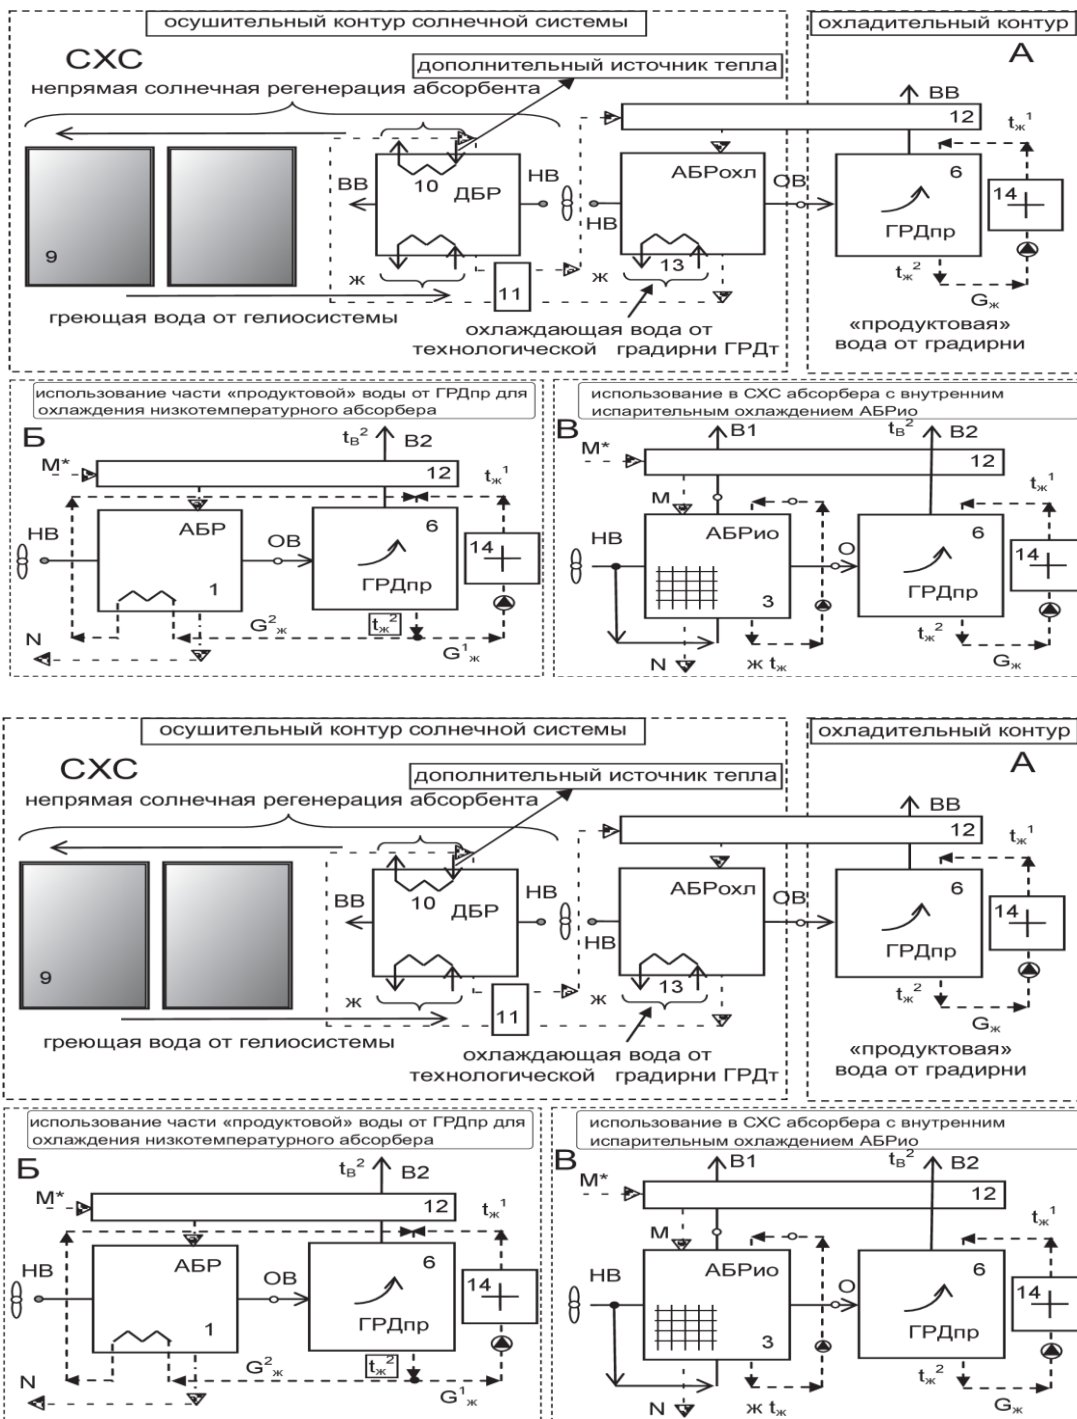 осушительный контур солнечной системы
охладительный контур
СХС
А
дополнительный источник тепла
непрямая солнечная регенерация абсорбента
ВВ
12
tж¹
10
ВВ
ДБР
НВ
НВ
АБРохл
ОВ
6
14
ГРДпр
9
ж
11
ж
13
tж²
Gж
греющая вода от гелиосистемы
охлаждающая вода от
технологической градирни ГРДт
«продуктовая»
вода от градирни
использование части «продуктовой» воды от ГРДпр для
охлаждения низкотемпературного абсорбера
Б
tв²
В2
М*
12
tж¹
НВ
АБР
ОВ
6
14
ГРДпр
1
N
G²ж
tж²
G¹ж
использование в СХС абсорбера с внутренним
испарительным охлаждением АБРио
В
В1
tв²
В2
М*
12
tж¹
М
НВ
АБРио
О
6
14
ГРДпр
3
N
ж tж
tж²
Gж
осушительный контур солнечной системы
охладительный контур
СХС
А
дополнительный источник тепла
непрямая солнечная регенерация абсорбента
ВВ
12
tж¹
10
ВВ
ДБР
НВ
НВ
АБРохл
ОВ
6
14
ГРДпр
9
ж
11
ж
13
tж²
Gж
греющая вода от гелиосистемы
охлаждающая вода от
технологической градирни ГРДт
«продуктовая»
вода от градирни
использование части «продуктовой» воды от ГРДпр для
охлаждения низкотемпературного абсорбера
Б
tв²
В2
М*
12
tж¹
НВ
АБР
ОВ
6
14
ГРДпр
1
N
G²ж
tж²
G¹ж
использование в СХС абсорбера с внутренним
испарительным охлаждением АБРио
В
В1
tв²
В2
М*
12
tж¹
М
НВ
АБРио
О
6
14
ГРДпр
3
N
ж tж
tж²
Gж